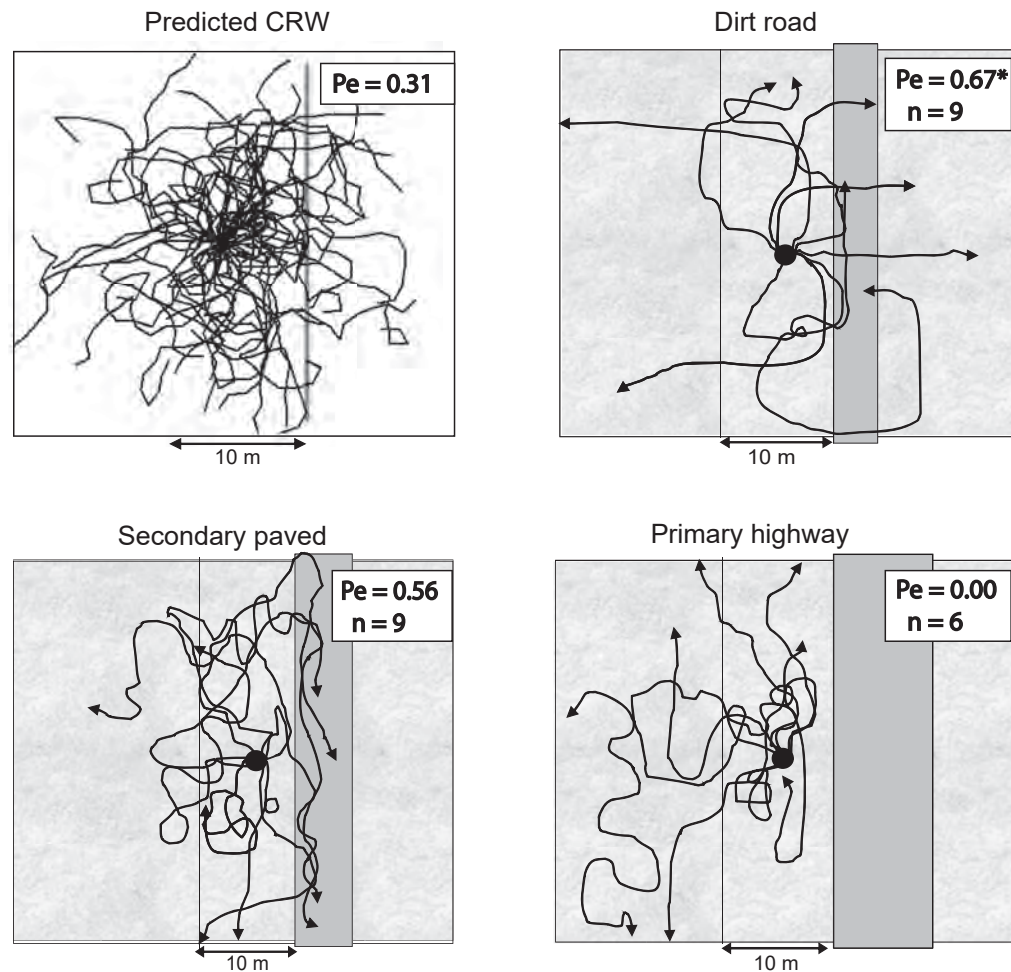 Predicted CRW
Pe = 0.31
10 m
Dirt road
Pe = 0.67*
n = 9
10 m
Secondary paved
Pe = 0.56
n = 9
10 m
Primary highway
Pe = 0.00
n = 6
10 m